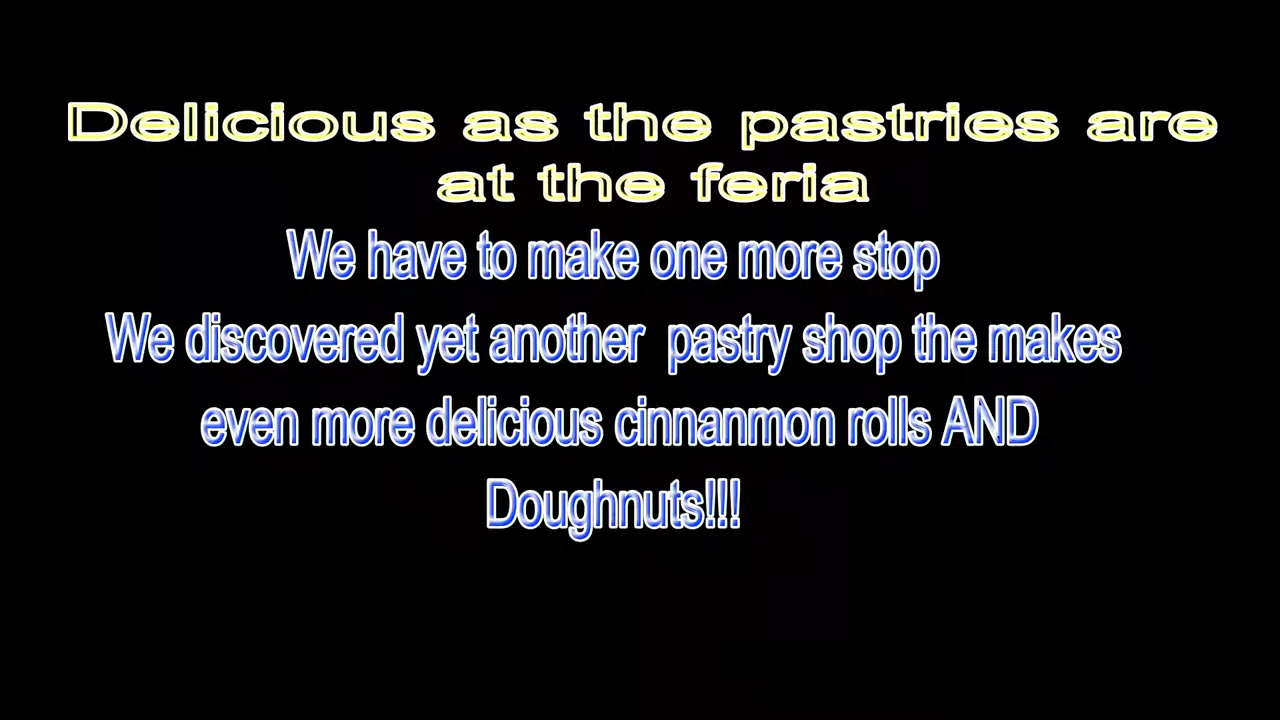 Delicious as the pastries are
at the feria
We have to make one more stop
We discovered yet another pastry shop the makes
even more delicious cinnanmon rolls AND
Doughnuts!!!